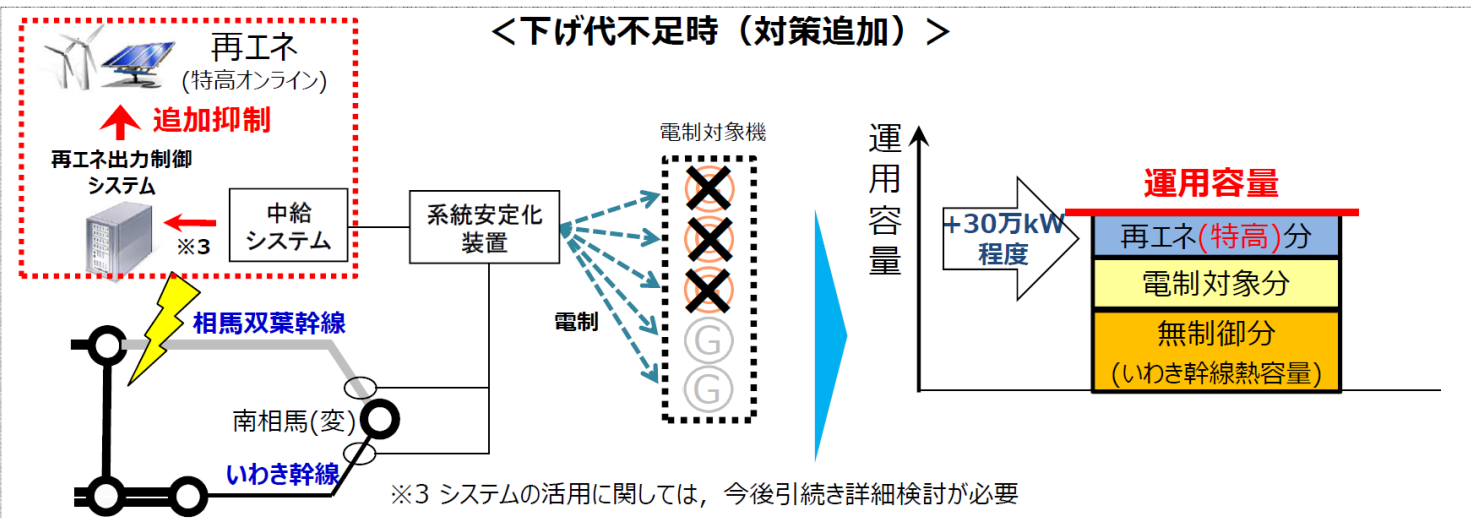 ＜下げ代不足時（対策追加）＞
再エネ
(特高オンライン)
追加抑制
再エネ出力制御
システム
※3
中給
システム
系統安定化
装置
電制対象機
G
G
G
G
G
電制
相馬双葉幹線
南相馬(変)
いわき幹線
運用容量
+30万kW
程度
運用容量
再エネ(特高)分
電制対象分
無制御分
(いわき幹線熱容量)
※3 システムの活用に関しては，今後引続き詳細検討が必要